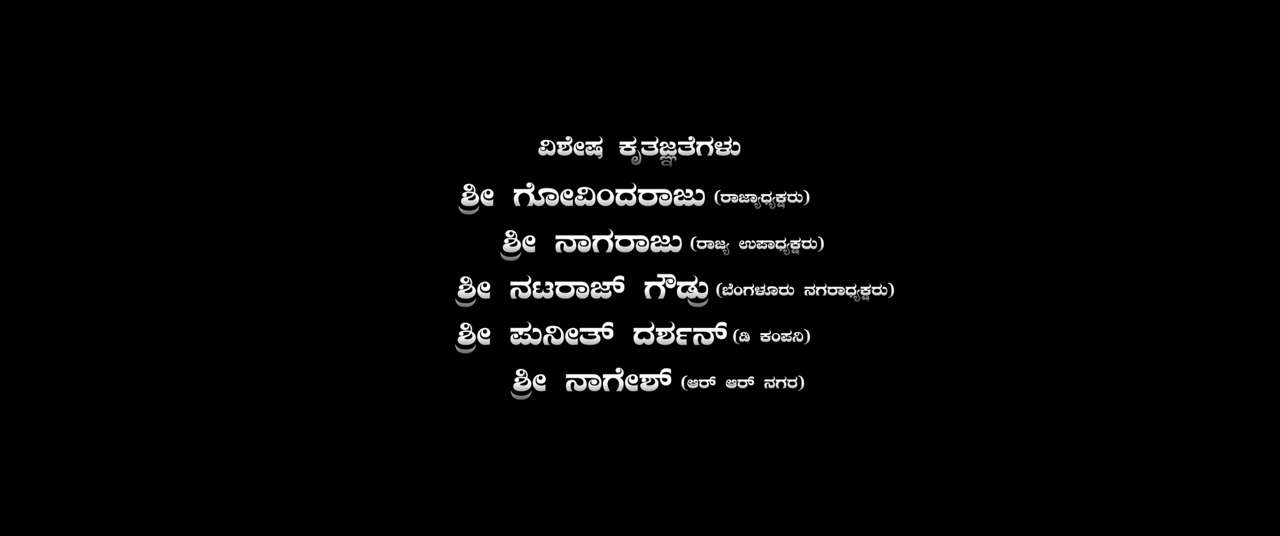 ವಿಶೇಷ ಕೃತಜ್ಞತೆಗಳು
ಶ್ರೀ ಗೋವಿಂದರಾಜು (ರಾಜ್ಯಾಧ್ಯಕ್ಷರು)
ಶ್ರೀ ನಾಗರಾಜು (ರಾಜ್ಯ ಉಪಾಧ್ಯಕ್ಷರು)
ಶ್ರೀ ನಟರಾಜ್ ಗೌಡ್ರು (ಬೆಂಗಳೂರು ನಗರಾಧ್ಯಕ್ಷರು)
ಶ್ರೀ ಪುನೀತ್ ದರ್ಶನ್ (ಡಿ ಕಂಪನಿ)
ಶ್ರೀ ನಾಗೇಶ್ (ಆರ್ ಆರ್ ನಗರ)